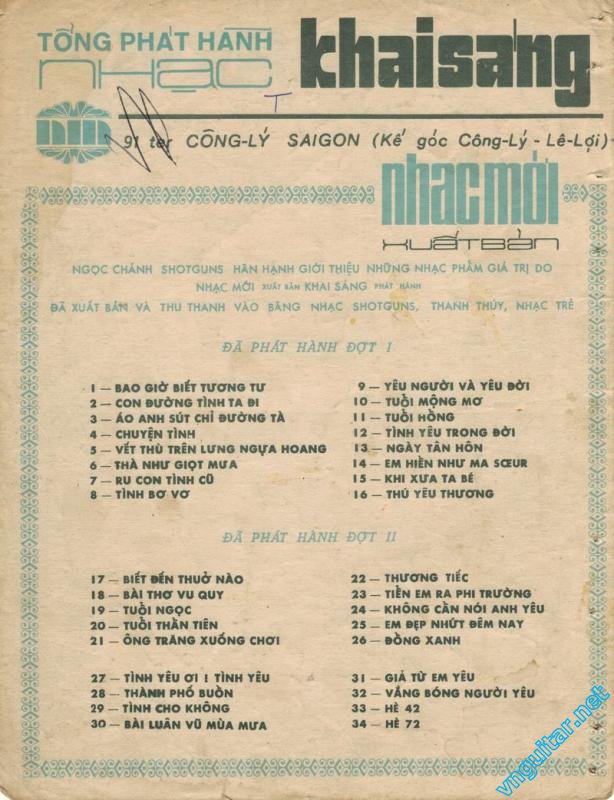 TỔNG PHÁT HÀNH
NHẠC
khai sáng
T
91 ter CÔNG-LÝ SAIGON (Kế góc Công-Lý - Lê-Lợi)
nhạc mới
XUẤT BẢN
NGỌC CHÁNH SHOTGUNS HÂN HẠNH GIỚI THIỆU NHỮNG NHẠC PHẨM GIÁ TRỊ DO
NHẠC MỚI XUẤT BẢN KHAI SÁNG PHÁT HÀNH
ĐÃ XUẤT BẢN VÀ THU THANH VÀO BĂNG NHẠC SHOTGUNS, THANH THÚY, NHẠC TRẺ
ĐÃ PHÁT HÀNH ĐỢT I
1 — BAO GIỜ BIẾT TƯƠNG TƯ
2 — CON ĐƯỜNG TÌNH TA ĐI
3 — ÁO ANH SÚT CHỈ ĐƯỜNG TÀ
4 — CHUYỆN TÌNH
5 — VẾT THÙ TRÊN LƯNG NGỰA HOANG
6 — THÀ NHƯ GIỌT MƯA
7 — RU CON TÌNH CŨ
8 — TÌNH BƠ VƠ
9 — YÊU NGƯỜI VÀ YÊU ĐỜI
10 — TUỔI MỘNG MƠ
11 — TUỔI HỒNG
12 — TÌNH YÊU TRONG ĐỜI
13 — NGÀY TÂN HÔN
14 — EM HIỀN NHƯ MA SŒUR
15 — KHI XƯA TA BÉ
16 — THÚ YÊU THƯƠNG
ĐÃ PHÁT HÀNH ĐỢT II
17 — BIẾT ĐẾN THUỞ NÀO
18 — BÀI THƠ VU QUY
19 — TUỔI NGỌC
20 — TUỔI THẦN TIÊN
21 — ÔNG TRĂNG XUỐNG CHƠI
22 — THƯƠNG TIẾC
23 — TIỄN EM RA PHI TRƯỜNG
24 — KHÔNG CẦN NÓI ANH YÊU
25 — EM ĐẸP NHỨT ĐÊM NAY
26 — ĐỒNG XANH
27 — TÌNH YÊU ƠI ! TÌNH YÊU
28 — THÀNH PHỐ BUỒN
29 — TÌNH CHO KHÔNG
30 — BÀI LUÂN VŨ MÙA MƯA
31 — GIẢ TỪ EM YÊU
32 — VẮNG BÓNG NGƯỜI YÊU
33 — HÈ 42
34 — HÈ 72
vnguitar.net